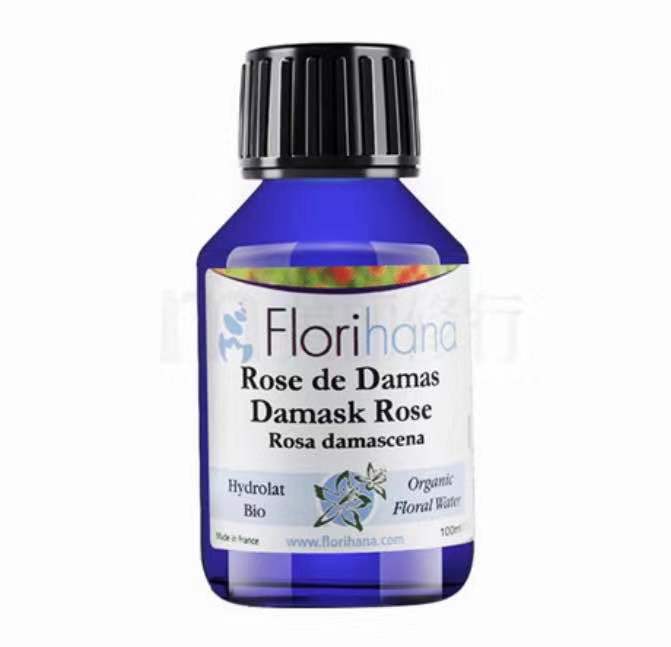 Florihana
Rose de Damas
Damask Rose
Rosa damascena
Hydrolat
Bio
Organic
Floral Water
Made in France
www.florihana.com
100ml